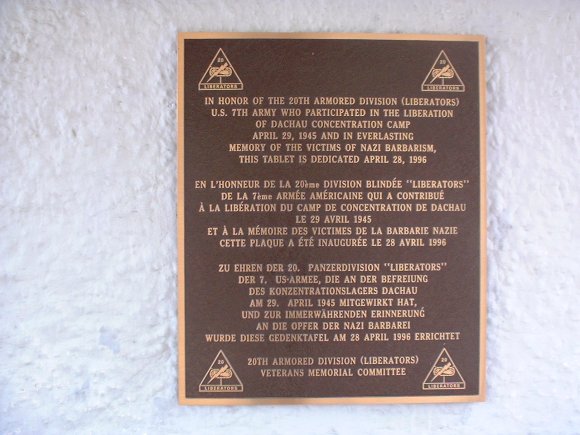 20
LIBERATORS
20
LIBERATORS
IN HONOR OF THE 20TH ARMORED DIVISION (LIBERATORS)
U.S. 7TH ARMY WHO PARTICIPATED IN THE LIBERATION
OF DACHAU CONCENTRATION CAMP
APRIL 29, 1945 AND IN EVERLASTING
MEMORY OF THE VICTIMS OF NAZI BARBARISM,
THIS TABLET IS DEDICATED APRIL 28, 1996
EN L'HONNEUR DE LA 20ème DIVISION BLINDÉE "LIBERATORS"
DE LA 7ème ARMÉE AMÉRICAINE QUI A CONTRIBUÉ
À LA LIBÉRATION DU CAMP DE CONCENTRATION DE DACHAU
LE 29 AVRIL 1945
ET À LA MÉMOIRE DES VICTIMES DE LA BARBARIE NAZIE
CETTE PLAQUE A ÉTÉ INAUGURÉE LE 28 AVRIL 1996
ZU EHREN DER 20. PANZERDIVISION "LIBERATORS"
DER 7. US-ARMEE, DIE AN DER BEFREIUNG
DES KONZENTRATIONSLAGERS DACHAU
AM 29. APRIL 1945 MITGEWIRKT HAT,
UND ZUR IMMERWÄHRENDEN ERINNERUNG
AN DIE OPFER DER NAZI BARBAREI
WURDE DIESE GEDENKTAFEL AM 28 APRIL 1996 ERRICHTET
20TH ARMORED DIVISION (LIBERATORS)
VETERANS MEMORIAL COMMITTEE
20
LIBERATORS
20
LIBERATORS